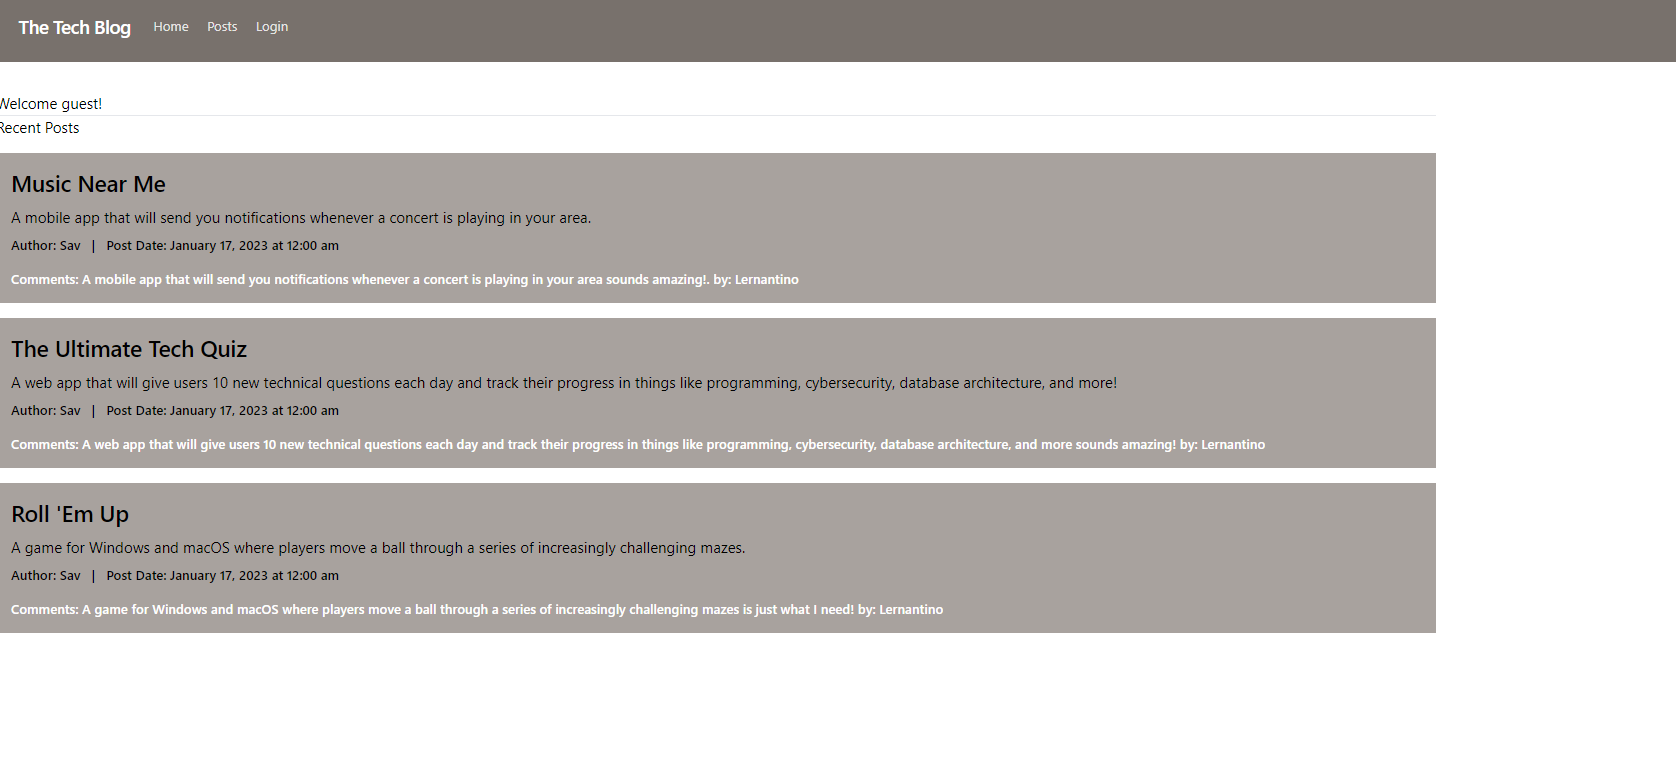 The Tech Blog Home Posts Login
Welcome guest!
Recent Posts
Music Near Me
A mobile app that will send you notifications whenever a concert is playing in your area.
Author: Sav | Post Date: January 17, 2023 at 12:00 am
Comments: A mobile app that will send you notifications whenever a concert is playing in your area sounds amazing!. by: Lernantino
The Ultimate Tech Quiz
A web app that will give users 10 new technical questions each day and track their progress in things like programming, cybersecurity, database architecture, and more!
Author: Sav | Post Date: January 17, 2023 at 12:00 am
Comments: A web app that will give users 10 new technical questions each day and track their progress in things like programming, cybersecurity, database architecture, and more sounds amazing! by: Lernantino
Roll 'Em Up
A game for Windows and macOS where players move a ball through a series of increasingly challenging mazes.
Author: Sav | Post Date: January 17, 2023 at 12:00 am
Comments: A game for Windows and macOS where players move a ball through a series of increasingly challenging mazes is just what I need! by: Lernantino